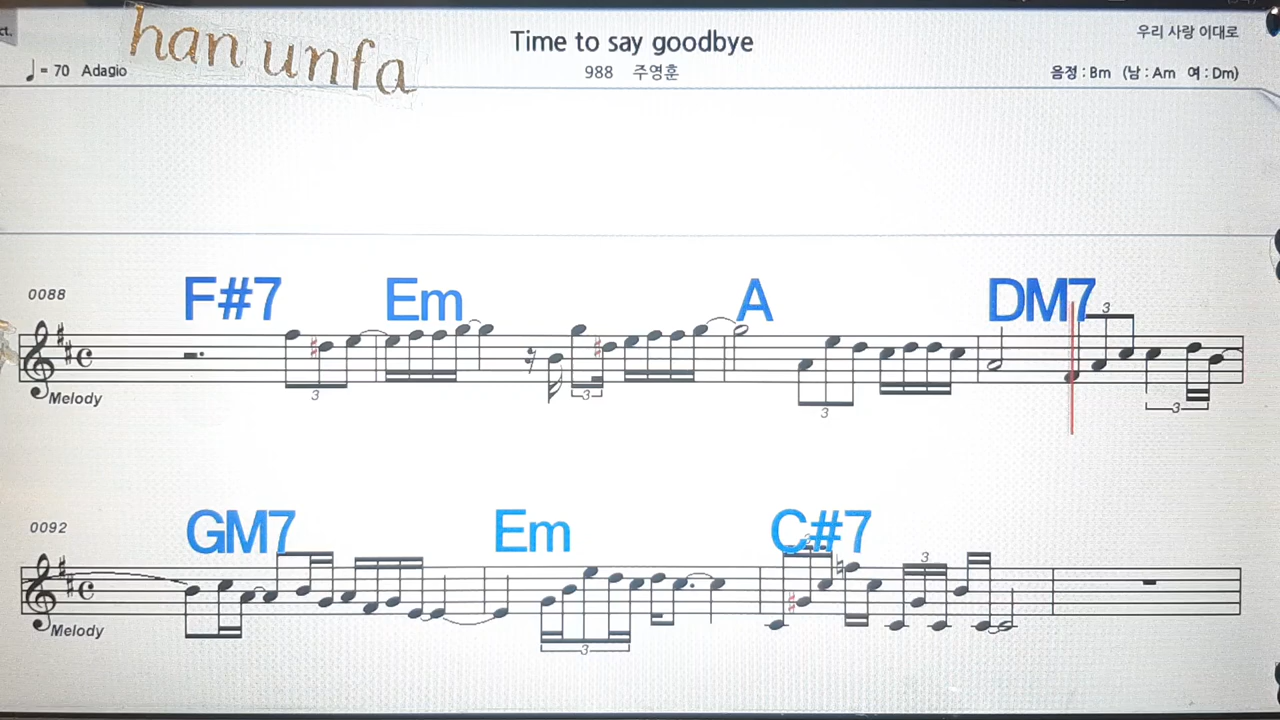 ct.
han unfa
Time to say goodbye
우리 사랑 이대로
♩= 70 Adagio
988 주영훈
음정 : Bm (남 : Am 여 : Dm)
0088
F#7 Em A DM7
3 3 3 3 3
Melody
0092
GM7 Em C#7
3 3
Melody